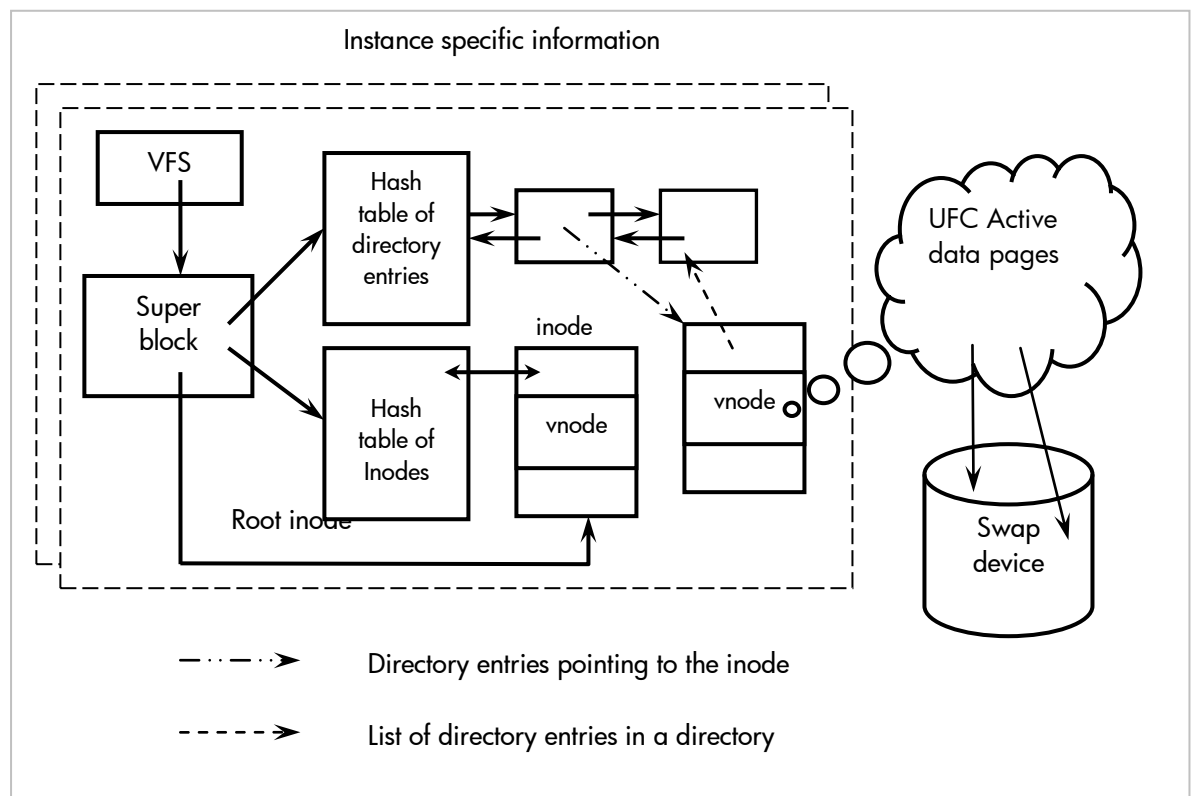 Instance specific information
VFS
Super
block
Hash
table of
directory
entries
UFC Active
data pages
inode
vnode
vnode
Hash
table of
Inodes
Root inode
Swap
device
Directory entries pointing to the inode
List of directory entries in a directory